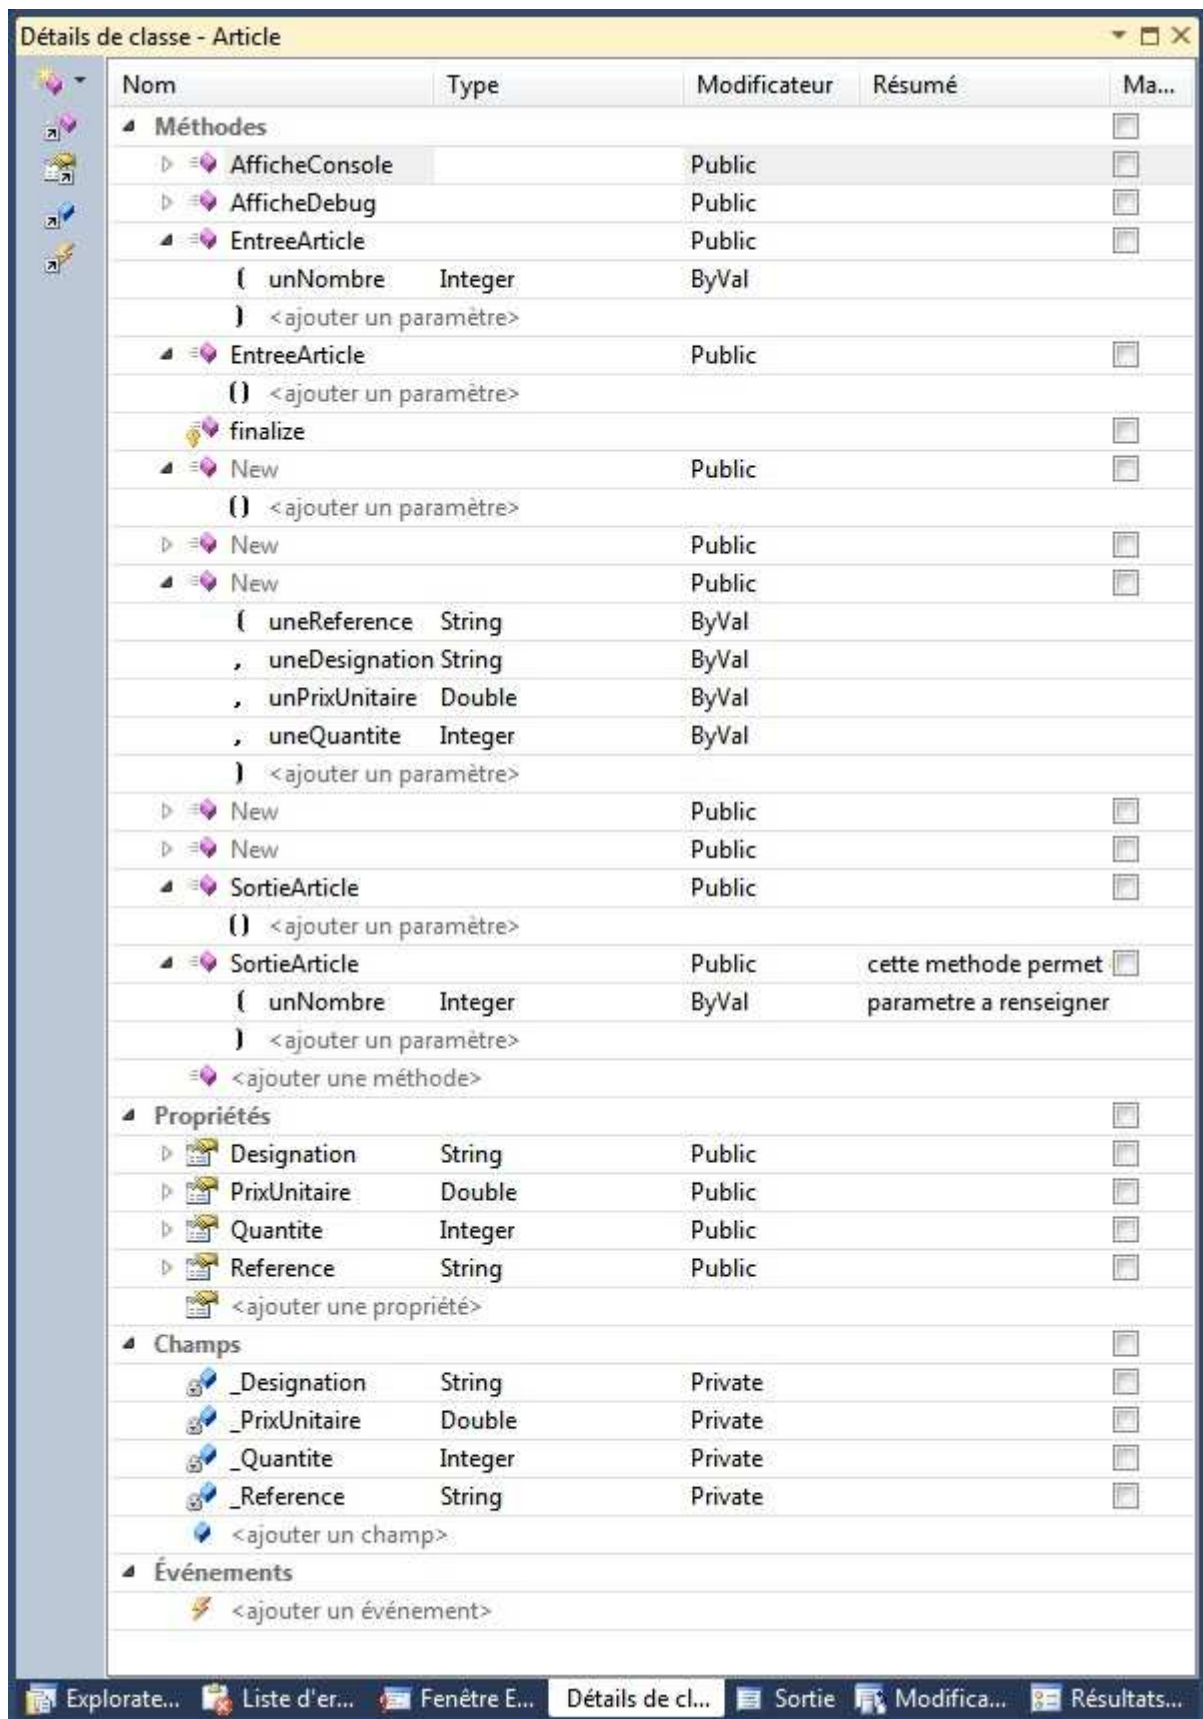 Détails de classe - Article
Nom Type Modificateur Résumé Ma...
Méthodes
AfficheConsole Public
AfficheDebug Public
EntreeArticle Public
( unNombre Integer ByVal
) <ajouter un paramètre>
EntreeArticle Public
() <ajouter un paramètre>
finalize
New Public
() <ajouter un paramètre>
New Public
New Public
( uneReference String ByVal
, uneDesignation String ByVal
, unPrixUnitaire Double ByVal
, uneQuantite Integer ByVal
) <ajouter un paramètre>
New Public
New Public
SortieArticle Public
() <ajouter un paramètre>
SortieArticle Public cette methode permet
( unNombre Integer ByVal parametre a renseigner
) <ajouter un paramètre>
<ajouter une méthode>
Propriétés
Designation String Public
PrixUnitaire Double Public
Quantite Integer Public
Reference String Public
<ajouter une propriété>
Champs
_Designation String Private
_PrixUnitaire Double Private
_Quantite Integer Private
_Reference String Private
<ajouter un champ>
Événements
<ajouter un événement>
Explorate... Liste d'er... Fenêtre E... Détails de cl... Sortie Modifica... Résultats...